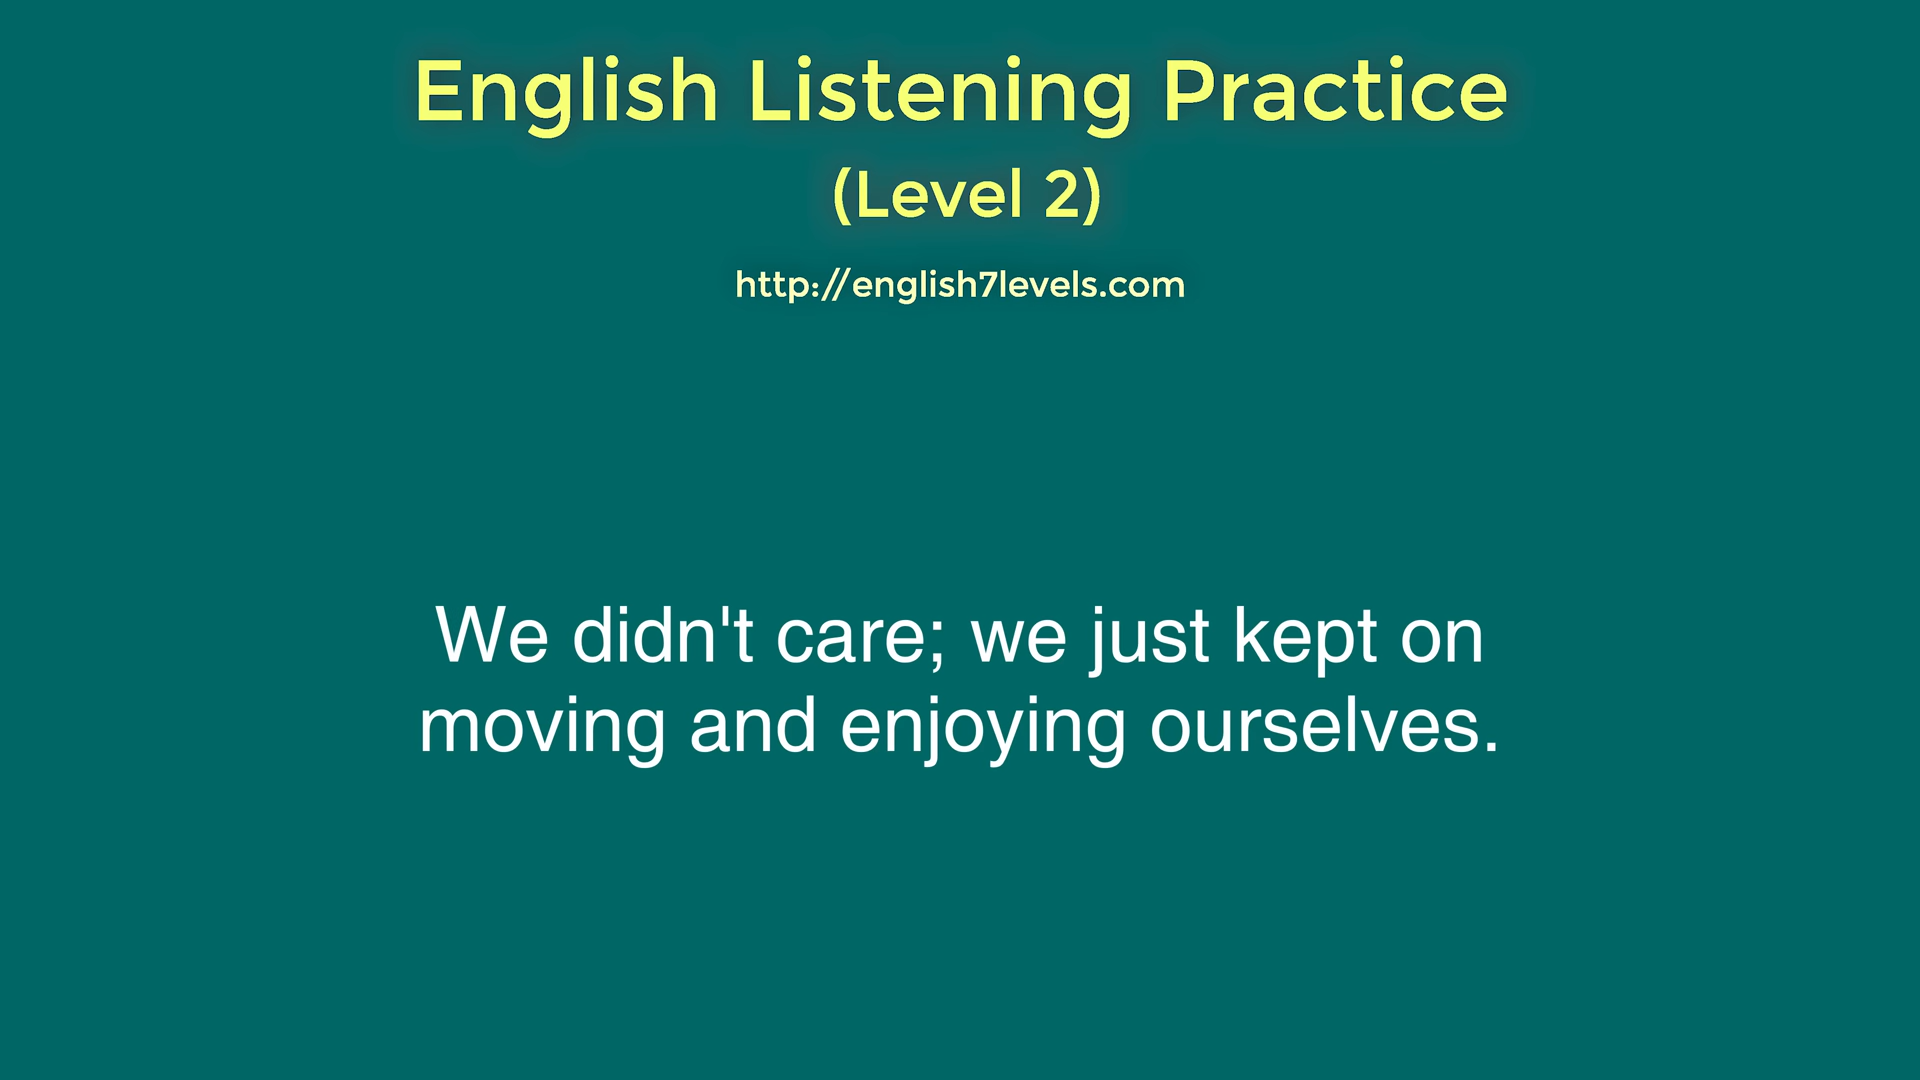 English Listening Practice
(Level 2)
http://english7levels.com
We didn't care; we just kept on
moving and enjoying ourselves.